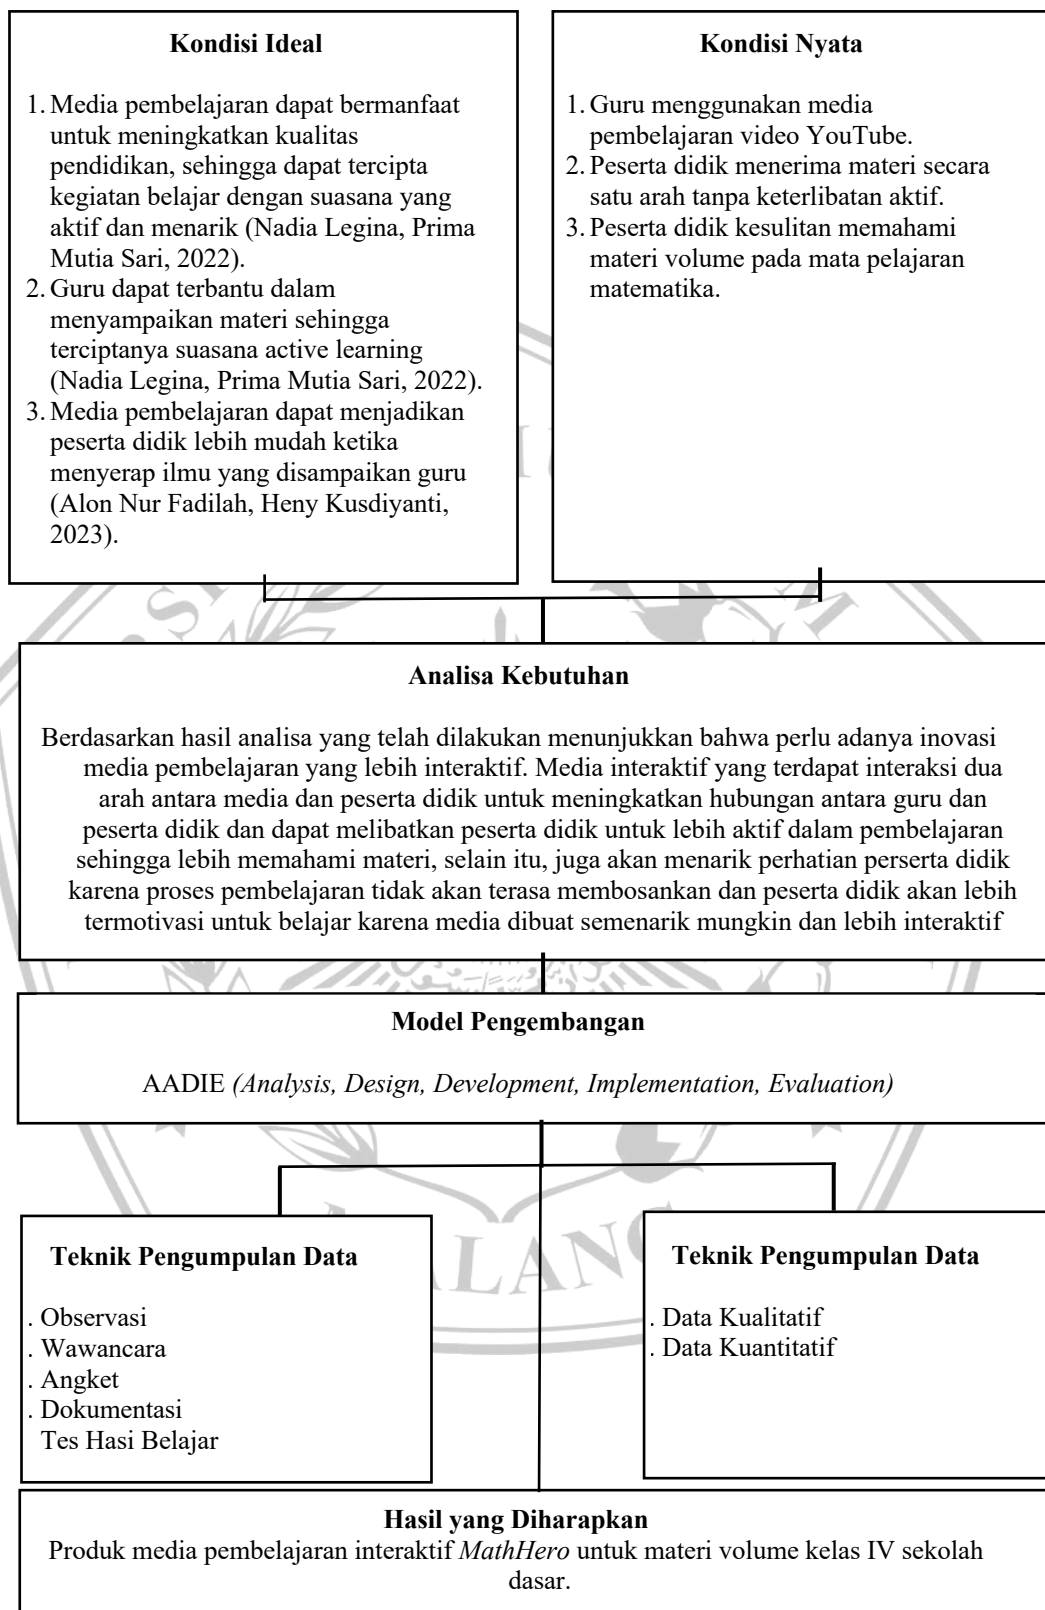 Kondisi Ideal
1. Media pembelajaran dapat bermanfaat
untuk meningkatkan kualitas
pendidikan, sehingga dapat tercipta
kegiatan belajar dengan suasana yang
aktif dan menarik (Nadia Legina, Prima
Mutia Sari, 2022).
2. Guru dapat terbantu dalam
menyampaikan materi sehingga
terciptanya suasana active learning
(Nadia Legina, Prima Mutia Sari, 2022).
3. Media pembelajaran dapat menjadikan
peserta didik lebih mudah ketika
menyerap ilmu yang disampaikan guru
(Alon Nur Fadilah, Heny Kusdiyanti,
2023).
Kondisi Nyata
1. Guru menggunakan media
pembelajaran video YouTube.
2. Peserta didik menerima materi secara
satu arah tanpa keterlibatan aktif.
3. Peserta didik kesulitan memahami
materi volume pada mata pelajaran
matematika.
Analisa Kebutuhan
Berdasarkan hasil analisa yang telah dilakukan menunjukkan bahwa perlu adanya inovasi
media pembelajaran yang lebih interaktif. Media interaktif yang terdapat interaksi dua
arah antara media dan peserta didik untuk meningkatkan hubungan antara guru dan
peserta didik dan dapat melibatkan peserta didik untuk lebih aktif dalam pembelajaran
sehingga lebih memahami materi, selain itu, juga akan menarik perhatian perserta didik
karena proses pembelajaran tidak akan terasa membosankan dan peserta didik akan lebih
termotivasi untuk belajar karena media dibuat semenarik mungkin dan lebih interaktif
Model Pengembangan
AADIE (Analysis, Design, Development, Implementation, Evaluation)
Teknik Pengumpulan Data
. Observasi
. Wawancara
. Angket
. Dokumentasi
Tes Hasi Belajar
Teknik Pengumpulan Data
. Data Kualitatif
. Data Kuantitatif
Hasil yang Diharapkan
Produk media pembelajaran interaktif MathHero untuk materi volume kelas IV sekolah
dasar.